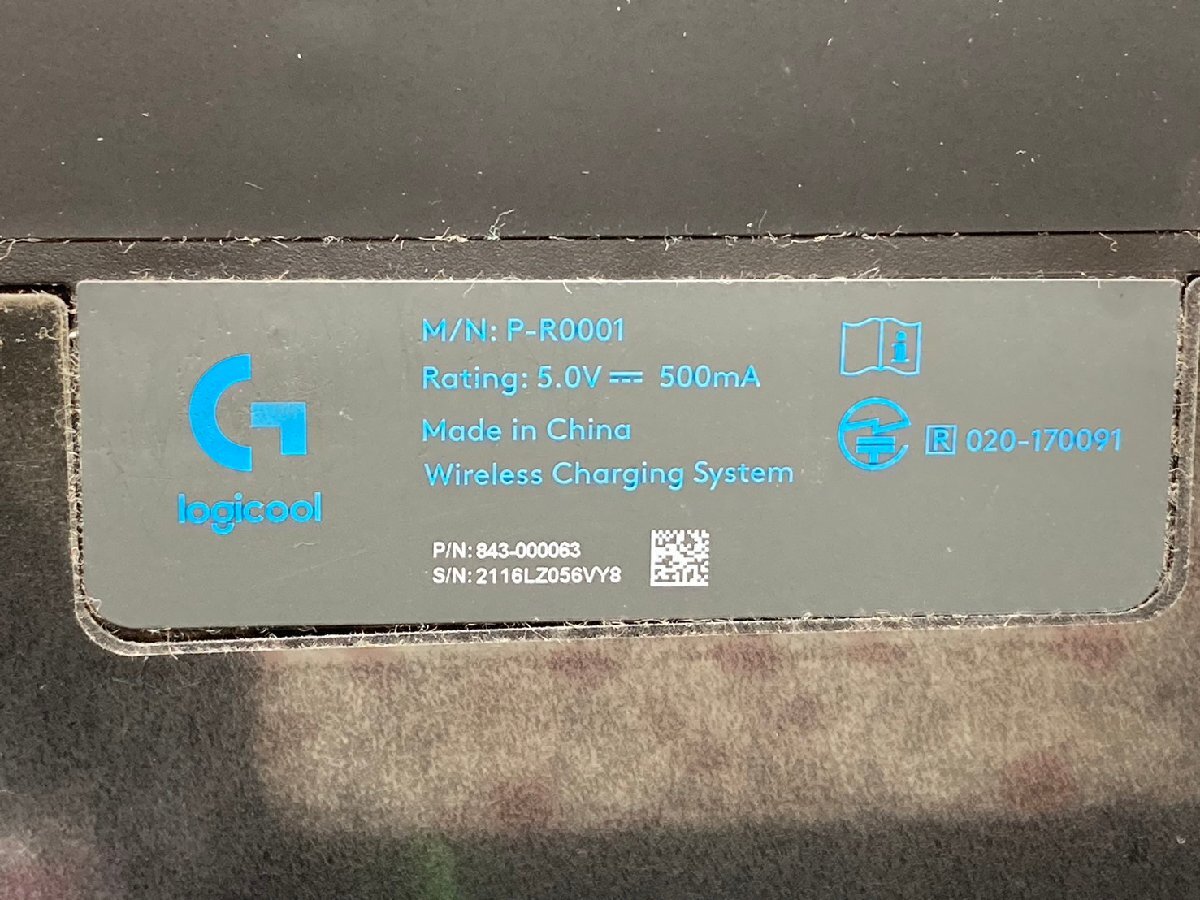 logicool
M/N: P-R0001
Rating: 5.0V ⎓ 500mA
Made in China
Wireless Charging System
P/N: 843-000063
S/N: 2116LZ056VY8
i
R 020-170091